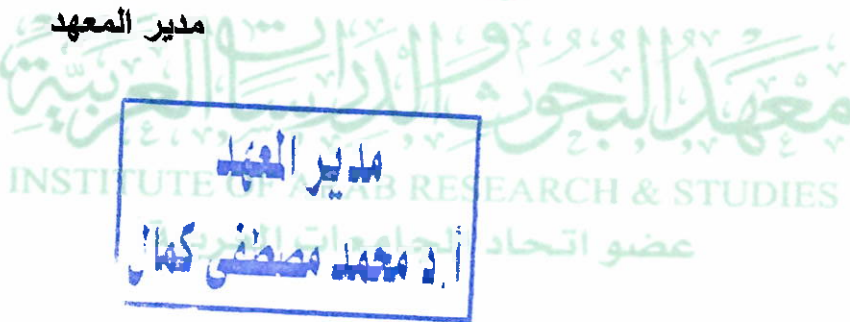 مدير المعهد
معهد البحوث والدراسات العربية
مدير المعهد
INSTITUTE OF ARAB RESEARCH & STUDIES
عضو اتحاد الجامعات العربية
أ.د محمد مصطفى كمال